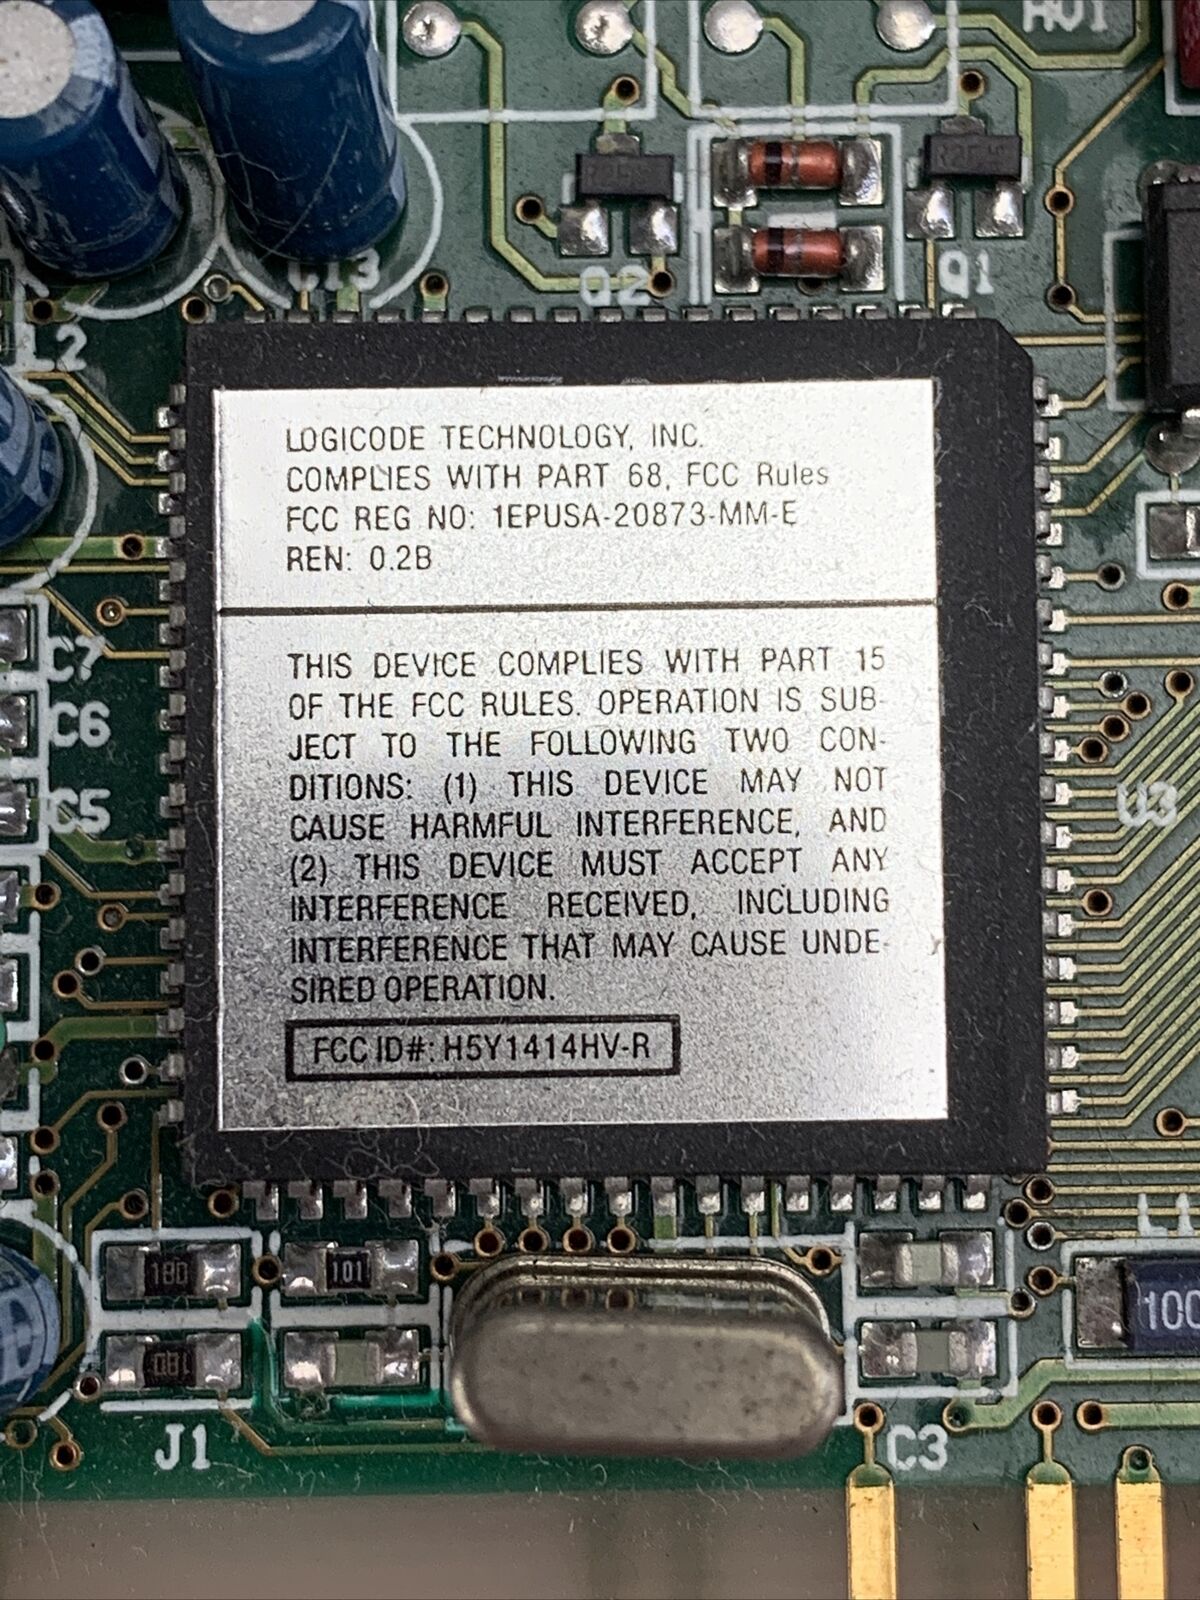 HV1
C13
Q2
Q1
L2
LOGICODE TECHNOLOGY, INC.
COMPLIES WITH PART 68, FCC Rules
FCC REG NO: 1EPUSA-20873-MM-E
REN: 0.2B
THIS DEVICE COMPLIES WITH PART 15
OF THE FCC RULES. OPERATION IS SUB-
JECT TO THE FOLLOWING TWO CON-
DITIONS: (1) THIS DEVICE MAY NOT
CAUSE HARMFUL INTERFERENCE, AND
(2) THIS DEVICE MUST ACCEPT ANY
INTERFERENCE RECEIVED, INCLUDING
INTERFERENCE THAT MAY CAUSE UNDE-
SIRED OPERATION.
FCC ID#: H5Y1414HV-R
C7
C6
C5
U3
L1
180
101
100
180
J1
C3